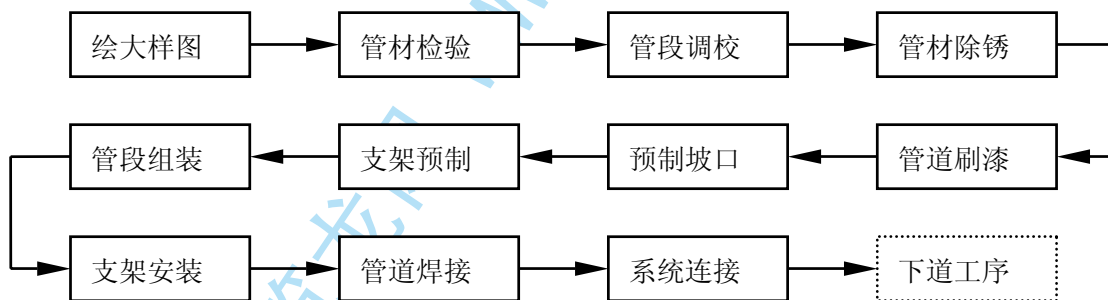 绘大样图 管材检验 管段调校 管材除锈
管段组装 支架预制 预制坡口 管道刷漆
支架安装 管道焊接 系统连接 下道工序